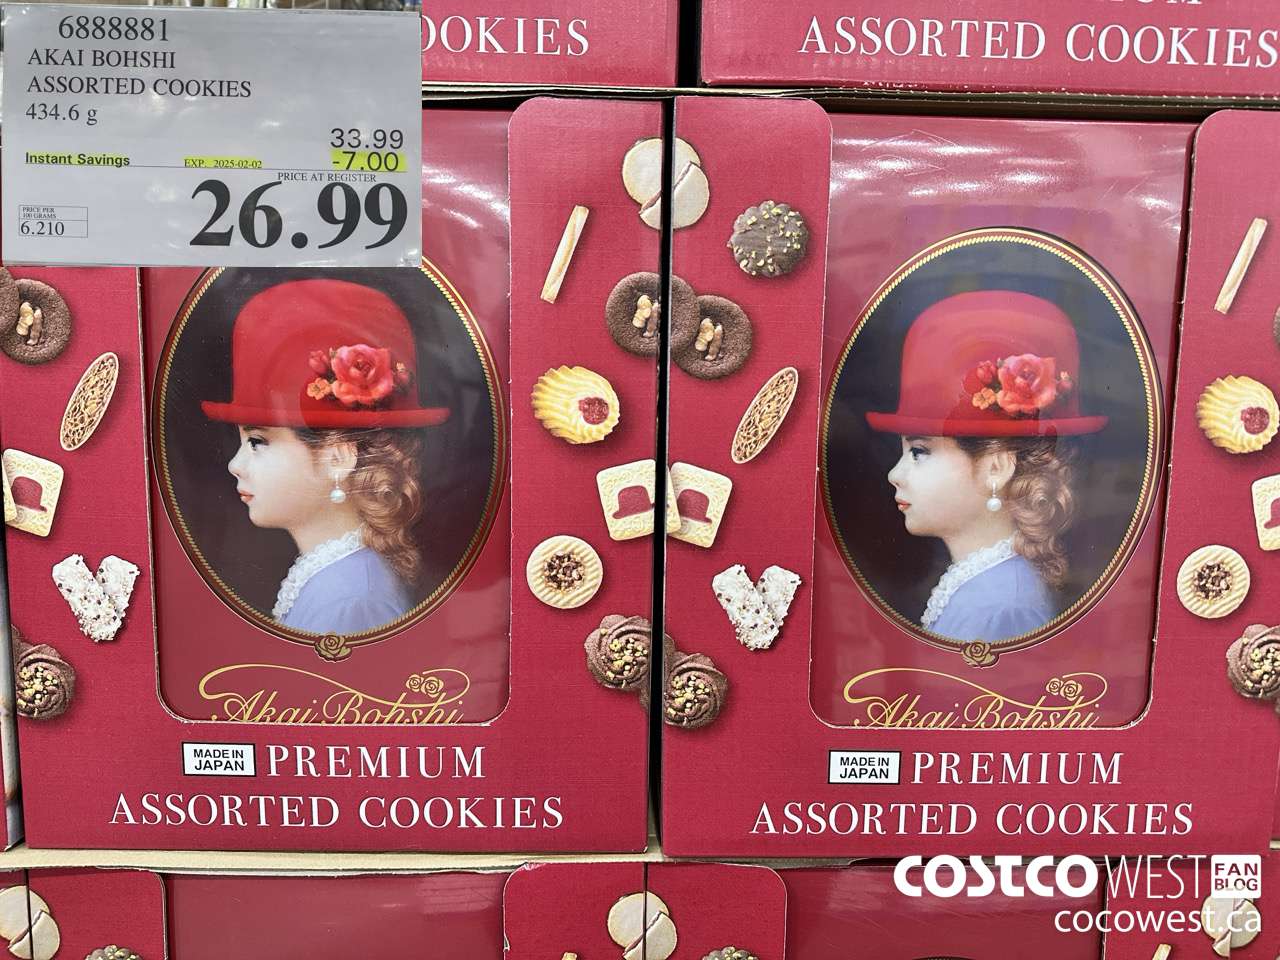 6888881
AKAI BOHSHI
ASSORTED COOKIES
434.6 g
33.99
Instant Savings EXP. 2025-02-02 -7.00
PRICE AT REGISTER
26.99
PRICE PER
100 GRAMS
6.210
OOKIES
ASSORTED COOKIES
Akai Bohshi
MADE IN
JAPAN
PREMIUM
ASSORTED COOKIES
Akai Bohshi
MADE IN
JAPAN
PREMIUM
ASSORTED COOKIES
COSTCO WEST FAN
BLOG
cocowest.ca